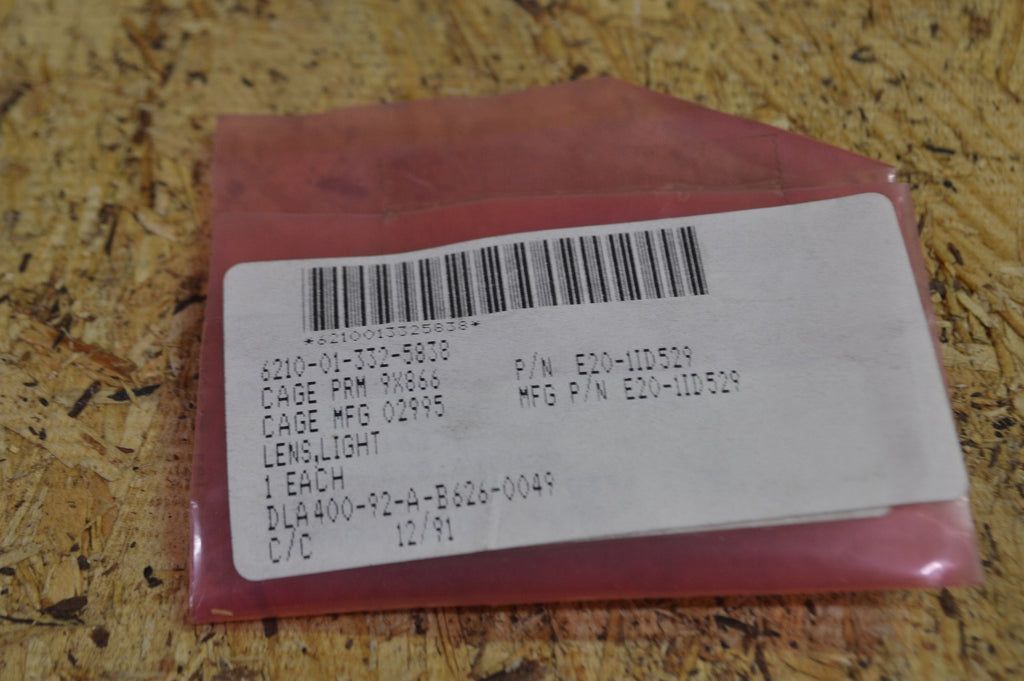 *6210013325838*
6210-01-332-5838
CAGE PRM 9X866 P/N E20-1ID529
CAGE MFG 02995 MFG P/N E20-1ID529
LENS,LIGHT
1 EACH
DLA400-92-A-B626-0049
C/C 12/91